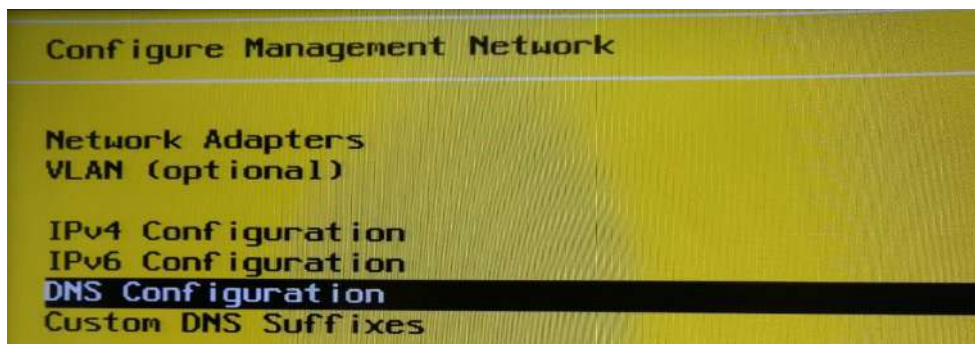 Configure Management Network
Network Adapters
VLAN (optional)
IPv4 Configuration
IPv6 Configuration
DNS Configuration
Custom DNS Suffixes